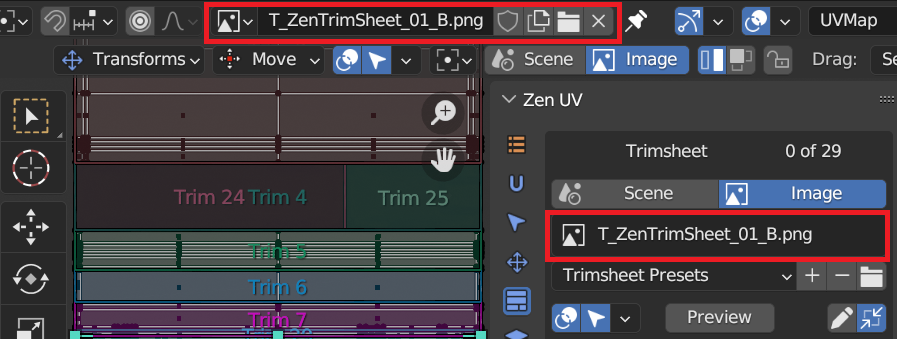 T_ZenTrimSheet_01_B.png
UVMap
Transforms
Move
Scene
Image
Drag:
Zen UV
Trimsheet
0 of 29
Scene
Image
T_ZenTrimSheet_01_B.png
Trimsheet Presets
Preview
Trim 24
Trim 4
Trim 25
Trim 5
Trim 6
Trim 7